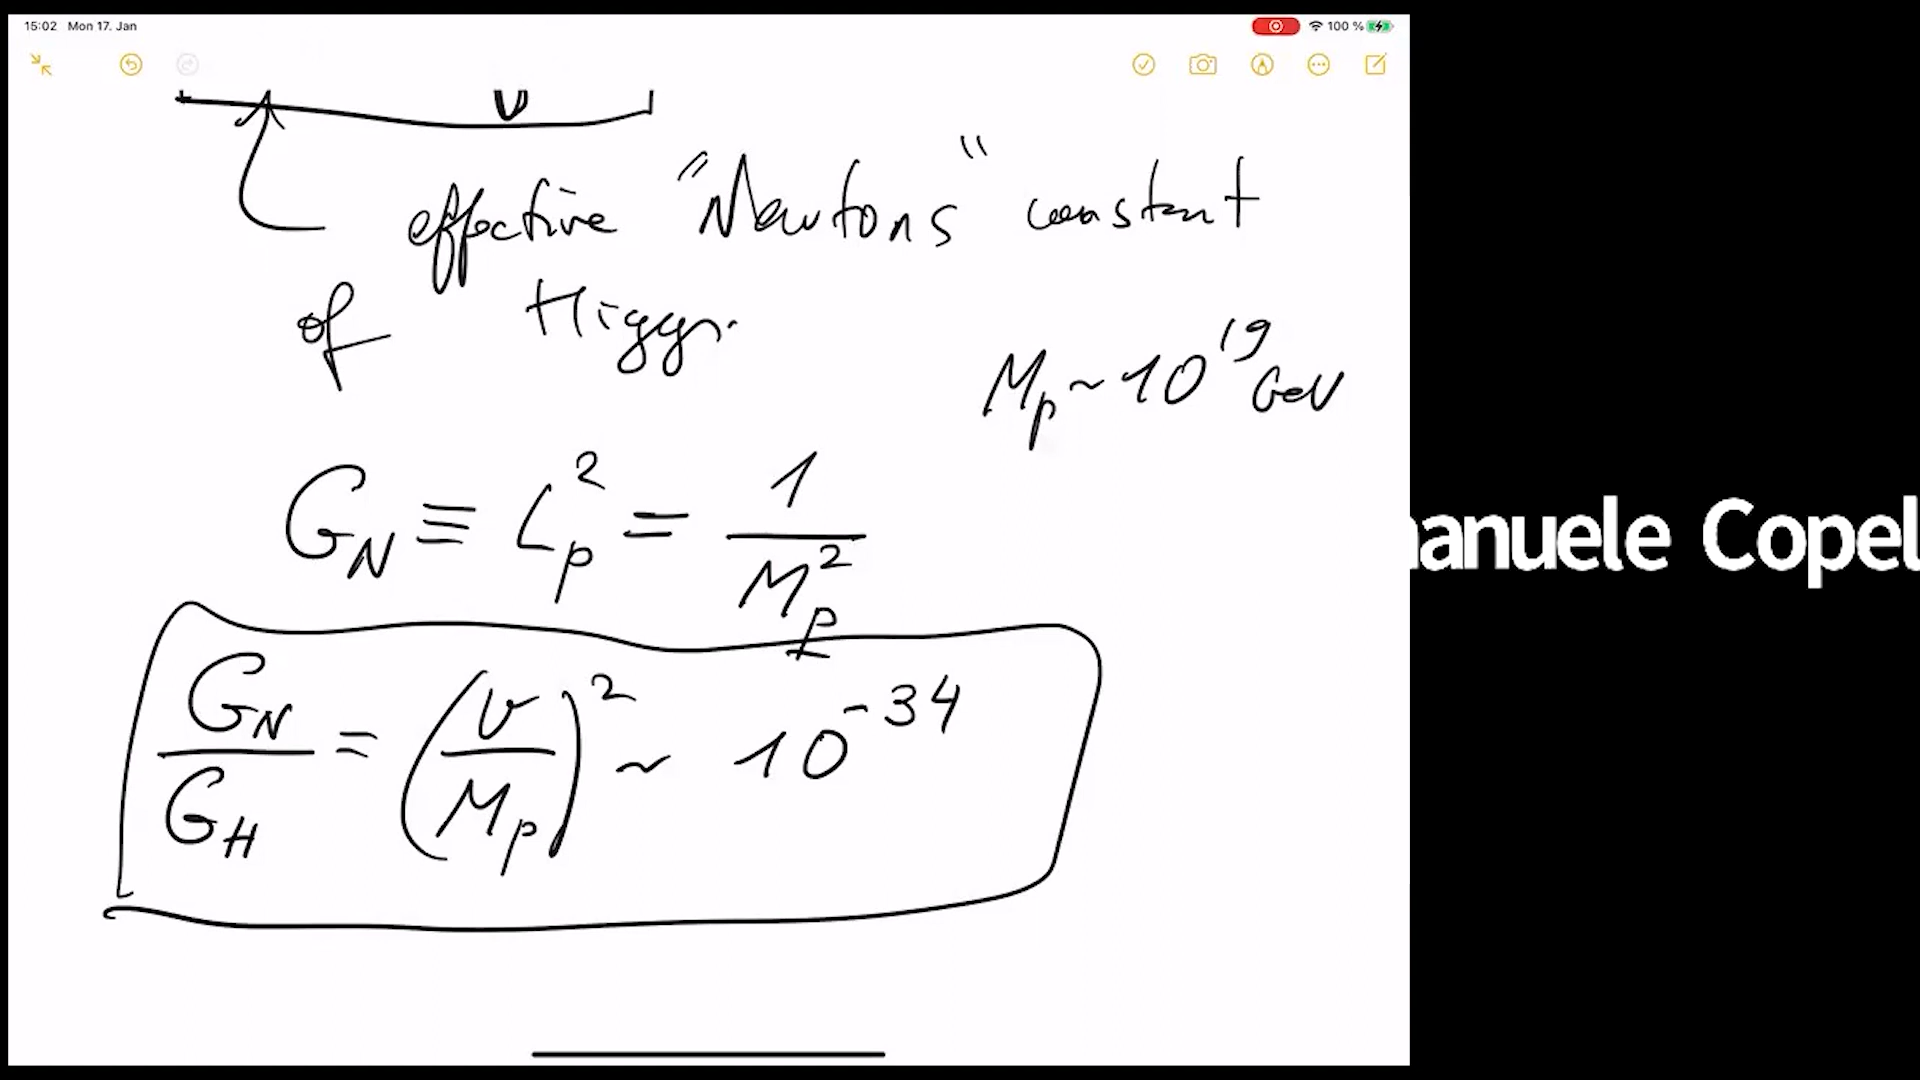 15:02 Mon 17. Jan 100 %
v
effective "Newtons" constant
of Higgs.
M_p ~ 10^19 GeV
G_N ≡ L_p^2 = 1 / M_p^2
anuele Copel
G_N / G_H = (v / M_p)^2 ~ 10^-34